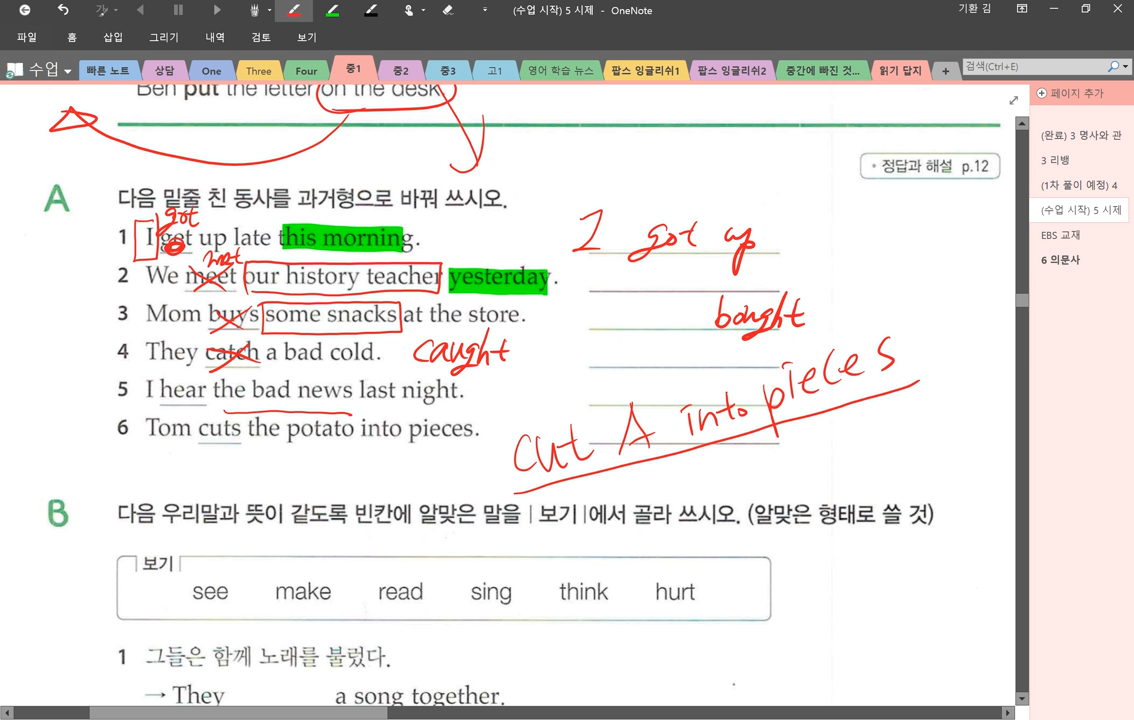 (수업 시작) 5 시제 - OneNote
기환 김
파일 홈 삽입 그리기 내역 검토 보기
수업 빠른 노트 상담 One Three Four 중1 중2 중3 고1 영어 학습 뉴스 팝스 잉글리쉬1 팝스 잉글리쉬2 중간에 빠진 것... 읽기 답지 + 검색(Ctrl+E)
페이지 추가
(완료) 3 명사와 관
3 리뱅
(1차 풀이 예정) 4
(수업 시작) 5 시제
EBS 교재
6 의문사
Ben put the letter on the desk
• 정답과 해설 p.12
A 다음 밑줄 친 동사를 과거형으로 바꿔 쓰시오.
got
1 I get up late this morning. I got up
met
2 We meet our history teacher yesterday.
3 Mom buys some snacks at the store. bought
4 They catch a bad cold. caught
5 I hear the bad news last night.
6 Tom cuts the potato into pieces. cut A into pieces
B 다음 우리말과 뜻이 같도록 빈칸에 알맞은 말을 | 보기 |에서 골라 쓰시오. (알맞은 형태로 쓸 것)
보기
see make read sing think hurt
1 그들은 함께 노래를 불렀다.
→ They a song together.